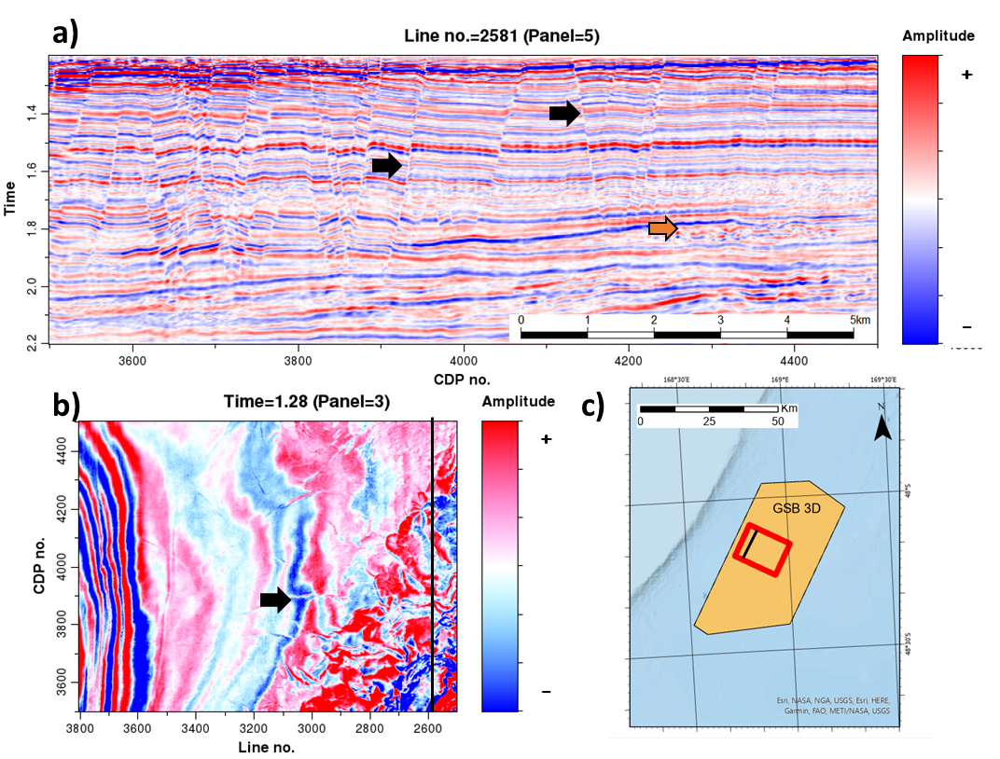 a)
Line no.=2581 (Panel=5)
Amplitude
+
−
Time
1.4
1.6
1.8
2.0
2.2
0 1 2 3 4 5km
3600 3800 4000 4200 4400
CDP no.
b)
Time=1.28 (Panel=3)
Amplitude
+
−
CDP no.
4400
4200
4000
3800
3600
3800 3600 3400 3200 3000 2800 2600
Line no.
c)
168°30'E 169°E 169°30'E
Km
0 25 50
N
48°S
GSB 3D
48°30'S
Esri, NASA, NGA, USGS, Esri, HERE,
Garmin, FAO, METI/NASA, USGS